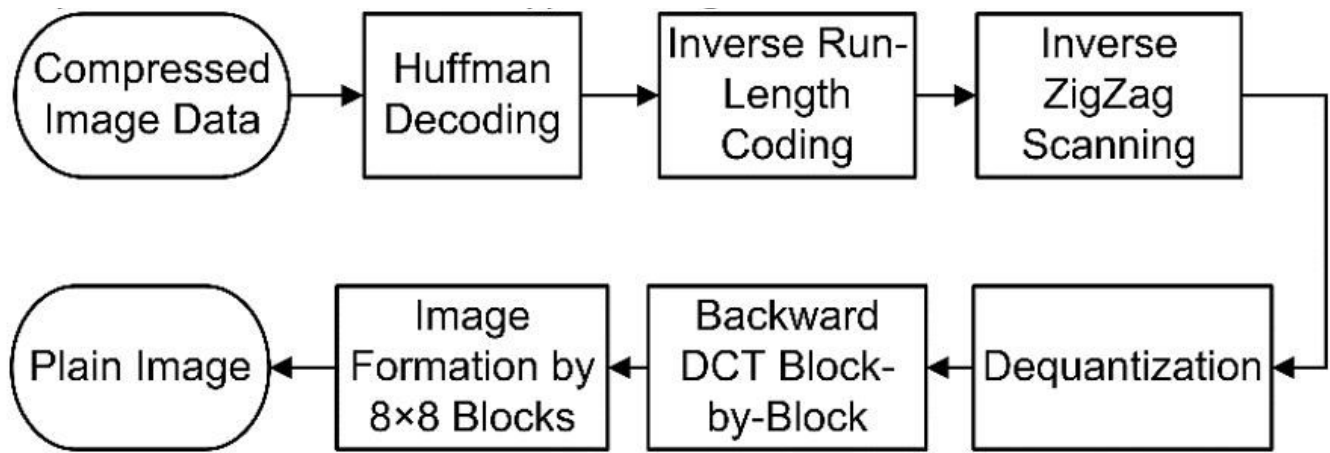 Compressed
Image Data
Huffman
Decoding
Inverse Run-
Length
Coding
Inverse
ZigZag
Scanning
Plain Image
Image
Formation by
8×8 Blocks
Backward
DCT Block-
by-Block
Dequantization